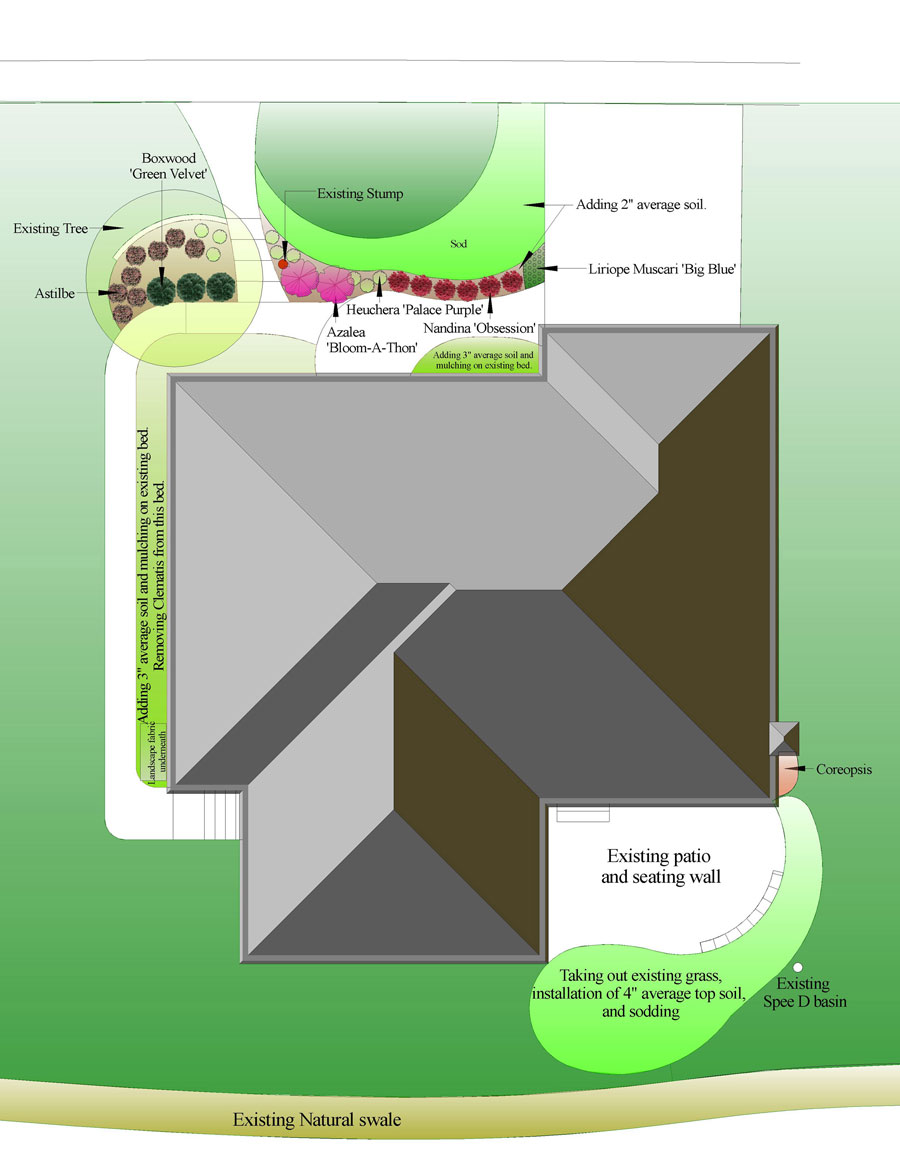 Boxwood
'Green Velvet'
Existing Stump
Existing Tree
Adding 2" average soil.
Sod
Liriope Muscari 'Big Blue'
Astilbe
Heuchera 'Palace Purple'
Azalea
'Bloom-A-Thon'
Nandina 'Obsession'
Adding 3" average soil and
mulching on existing bed.
Adding 3" average soil and mulching on existing bed.
Removing Clematis from this bed.
Landscape fabric
underneath
Coreopsis
Existing patio
and seating wall
Taking out existing grass,
installation of 4" average top soil,
and sodding
Existing
Spee D basin
Existing Natural swale